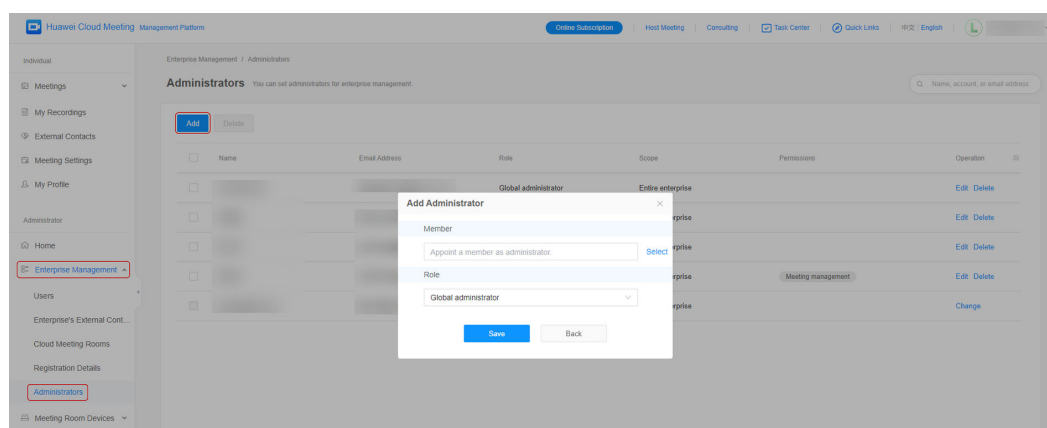 Huawei Cloud Meeting Management Platform
Online Subscription Host Meeting Consulting Task Center Quick Links 中文 English L
Individual
Meetings
My Recordings
External Contacts
Meeting Settings
My Profile
Administrator
Home
Enterprise Management
Users
Enterprise's External Cont...
Cloud Meeting Rooms
Registration Details
Administrators
Meeting Room Devices
Enterprise Management / Administrators
Administrators You can set administrators for enterprise management.
Name, account, or email address
Add Delete
Name Email Address Role Scope Permissions Operation
Global administrator Entire enterprise Edit Delete
rprise Edit Delete
rprise Edit Delete
rprise Meeting management Edit Delete
rprise Change
Add Administrator
Member
Appoint a member as administrator. Select
Role
Global administrator
Save Back